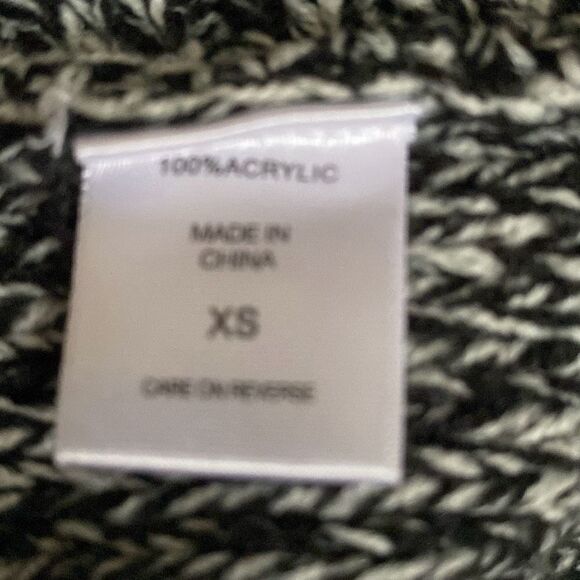 100%ACRYLIC
MADE IN
CHINA
XS
CARE ON REVERSE